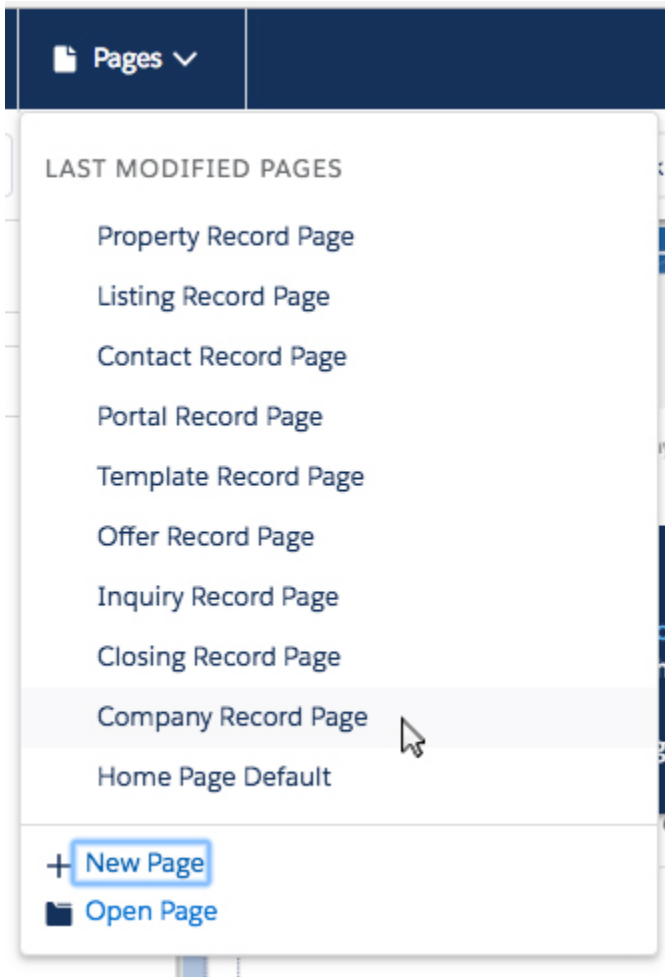 Pages
LAST MODIFIED PAGES
Property Record Page
Listing Record Page
Contact Record Page
Portal Record Page
Template Record Page
Offer Record Page
Inquiry Record Page
Closing Record Page
Company Record Page
Home Page Default
New Page
Open Page